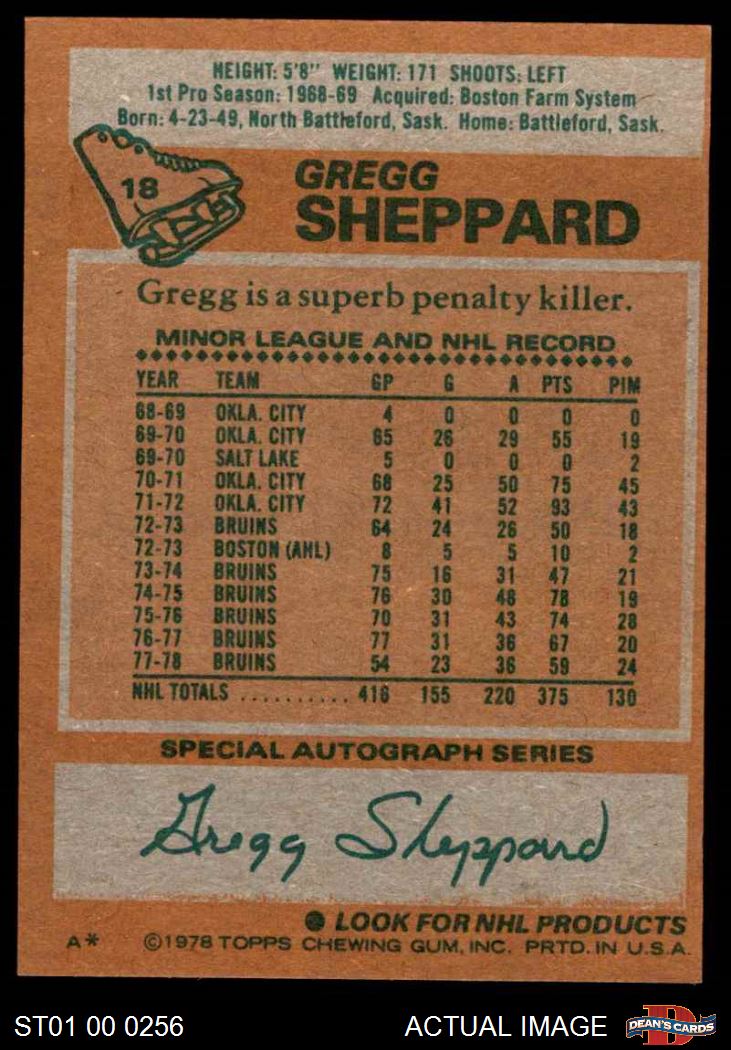 HEIGHT: 5'8" WEIGHT: 171 SHOOTS: LEFT
1st Pro Season: 1968-69 Acquired: Boston Farm System
Born: 4-23-49, North Battleford, Sask. Home: Battleford, Sask.
18
GREGG
SHEPPARD
Gregg is a superb penalty killer.
MINOR LEAGUE AND NHL RECORD
YEAR TEAM GP G A PTS PIM
68-69 OKLA. CITY 4 0 0 0 0
69-70 OKLA. CITY 65 26 29 55 19
69-70 SALT LAKE 5 0 0 0 2
70-71 OKLA. CITY 68 25 50 75 45
71-72 OKLA. CITY 72 41 52 93 43
72-73 BRUINS 64 24 26 50 18
72-73 BOSTON (AHL) 8 5 5 10 2
73-74 BRUINS 75 16 31 47 21
74-75 BRUINS 76 30 48 78 19
75-76 BRUINS 70 31 43 74 28
76-77 BRUINS 77 31 36 67 20
77-78 BRUINS 54 23 36 59 24
NHL TOTALS .......... 416 155 220 375 130
SPECIAL AUTOGRAPH SERIES
Gregg Sheppard
● LOOK FOR NHL PRODUCTS
A* ©1978 TOPPS CHEWING GUM, INC. PRTD. IN U.S.A.
ST01 00 0256 ACTUAL IMAGE D DEAN'S CARDS